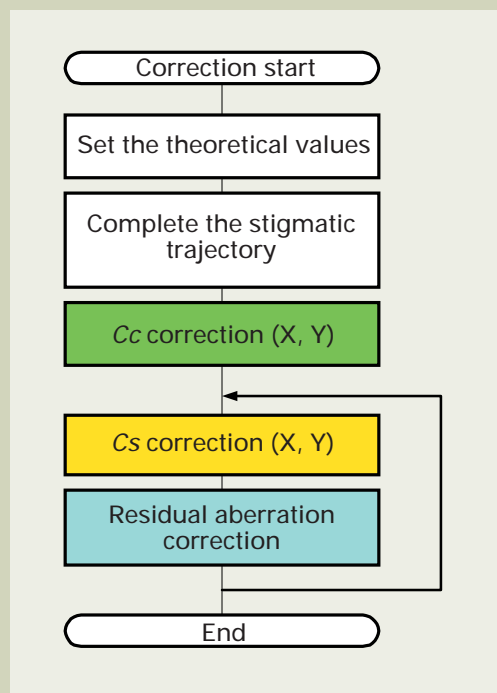 Correction start
Set the theoretical values
Complete the stigmatic
trajectory
Cc correction (X, Y)
Cs correction (X, Y)
Residual aberration
correction
End